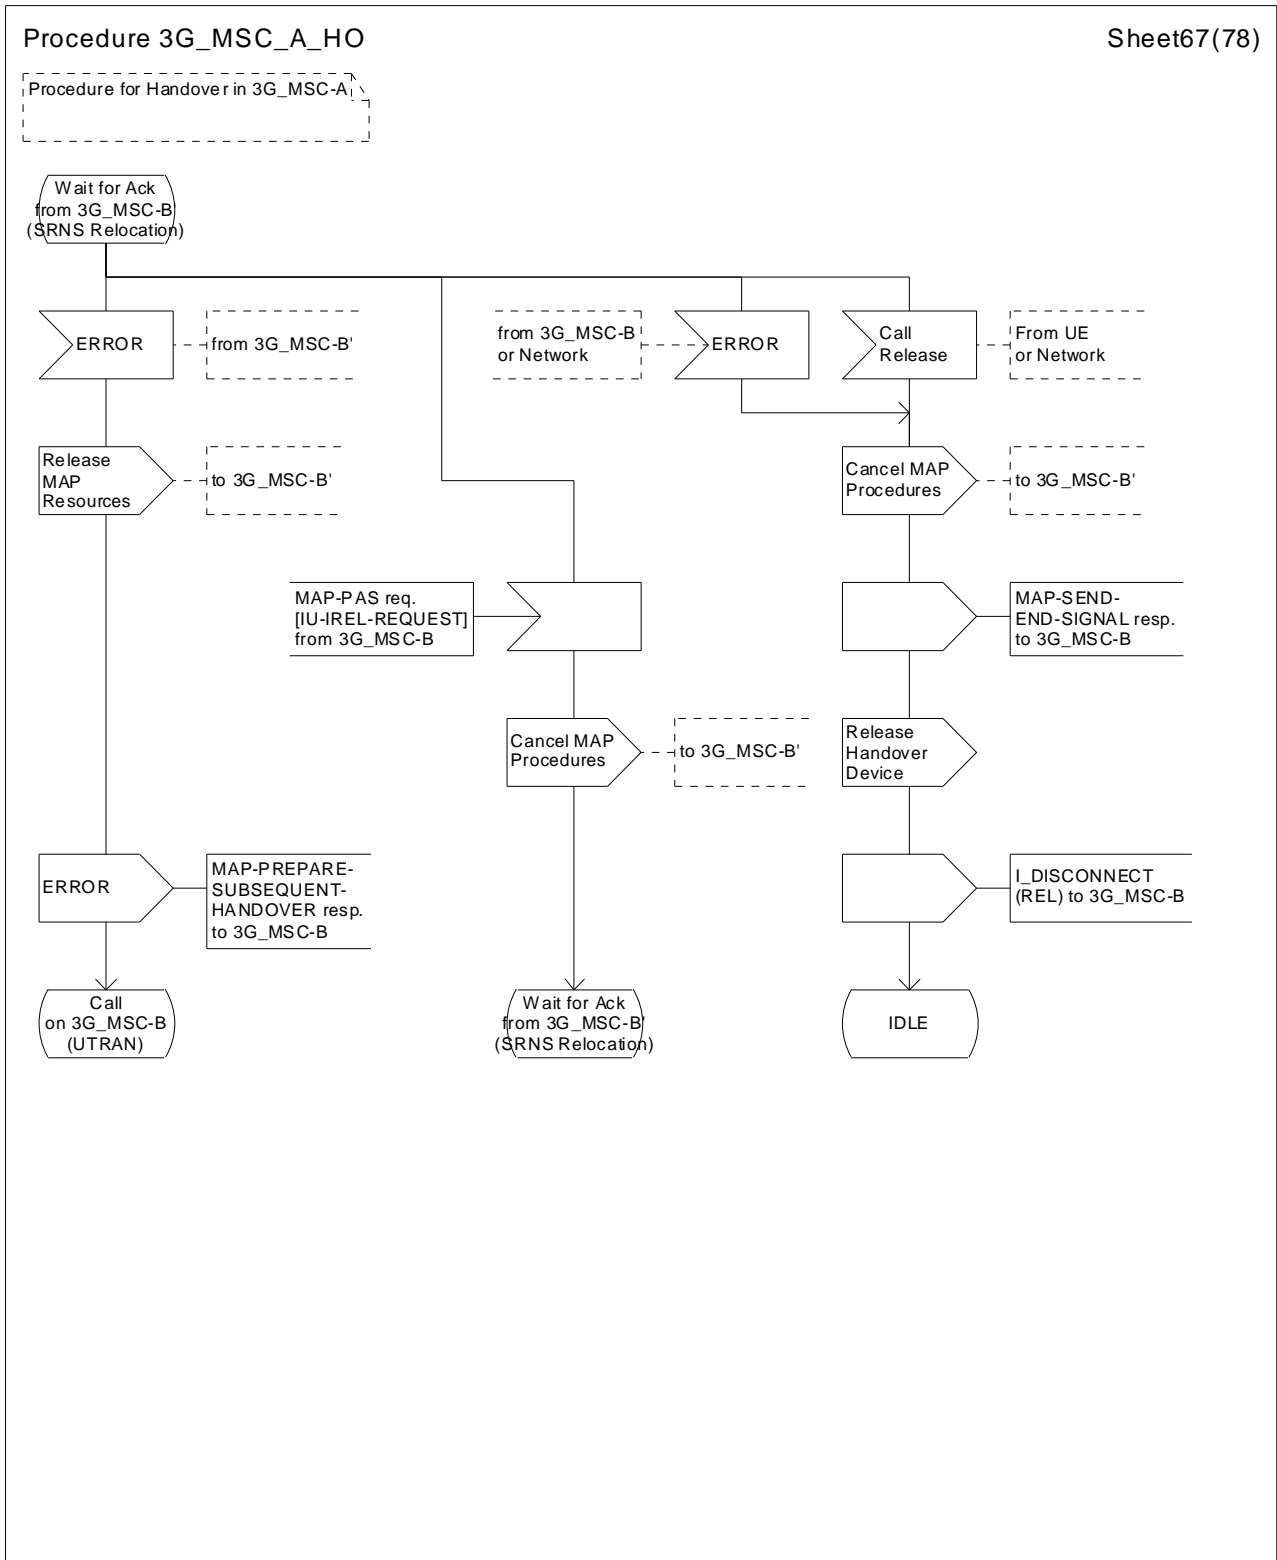 Procedure 3G_MSC_A_HO
Sheet67(78)
Procedure for Handover in 3G_MSC-A
Wait for Ack
from 3G_MSC-B'
(SRNS Relocation)
ERROR
from 3G_MSC-B'
from 3G_MSC-B
or Network
ERROR
Call
Release
From UE
or Network
Release
MAP
Resources
to 3G_MSC-B'
Cancel MAP
Procedures
to 3G_MSC-B'
MAP-PAS req.
[IU-IREL-REQUEST]
from 3G_MSC-B
MAP-SEND-
END-SIGNAL resp.
to 3G_MSC-B
Cancel MAP
Procedures
to 3G_MSC-B'
Release
Handover
Device
ERROR
MAP-PREPARE-
SUBSEQUENT-
HANDOVER resp.
to 3G_MSC-B
I_DISCONNECT
(REL) to 3G_MSC-B
Call
on 3G_MSC-B
(UTRAN)
Wait for Ack
from 3G_MSC-B'
(SRNS Relocation)
IDLE